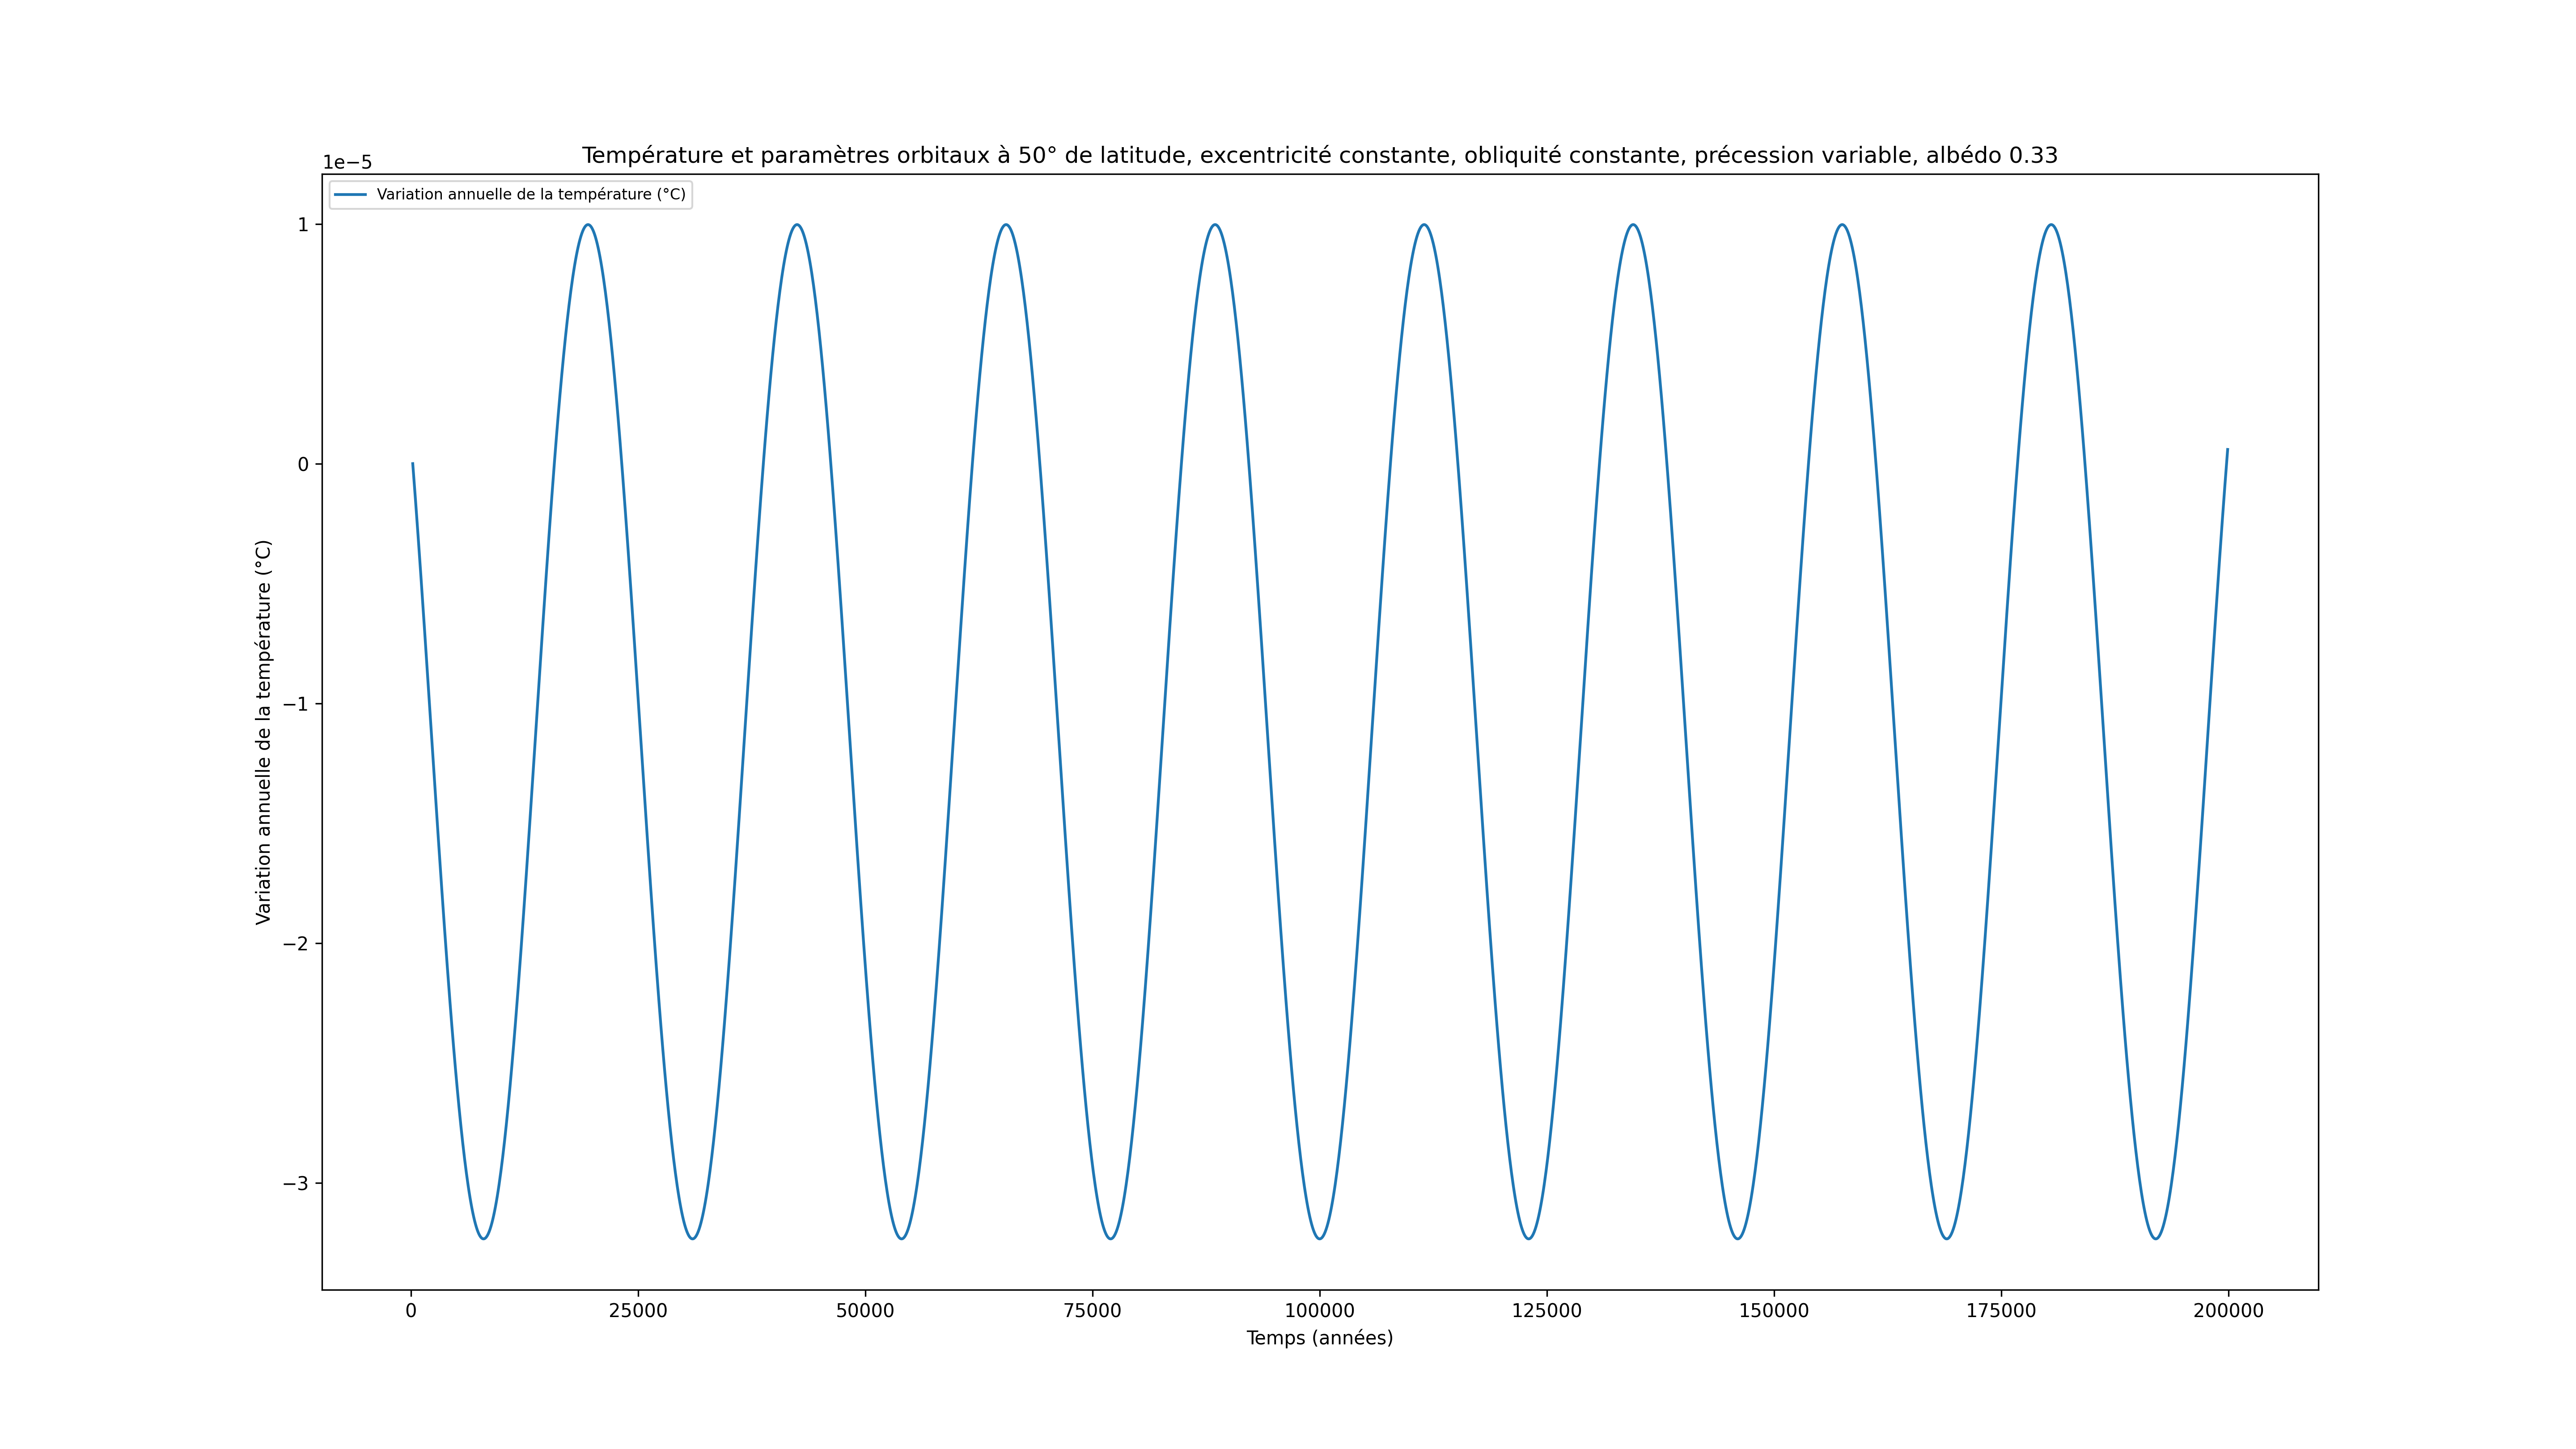 Température et paramètres orbitaux à 50° de latitude, excentricité constante, obliquité constante, précession variable, albédo 0.33
1e−5
Variation annuelle de la température (°C)
1
0
−1
−2
−3
Variation annuelle de la température (°C)
0
25000
50000
75000
100000
125000
150000
175000
200000
Temps (années)